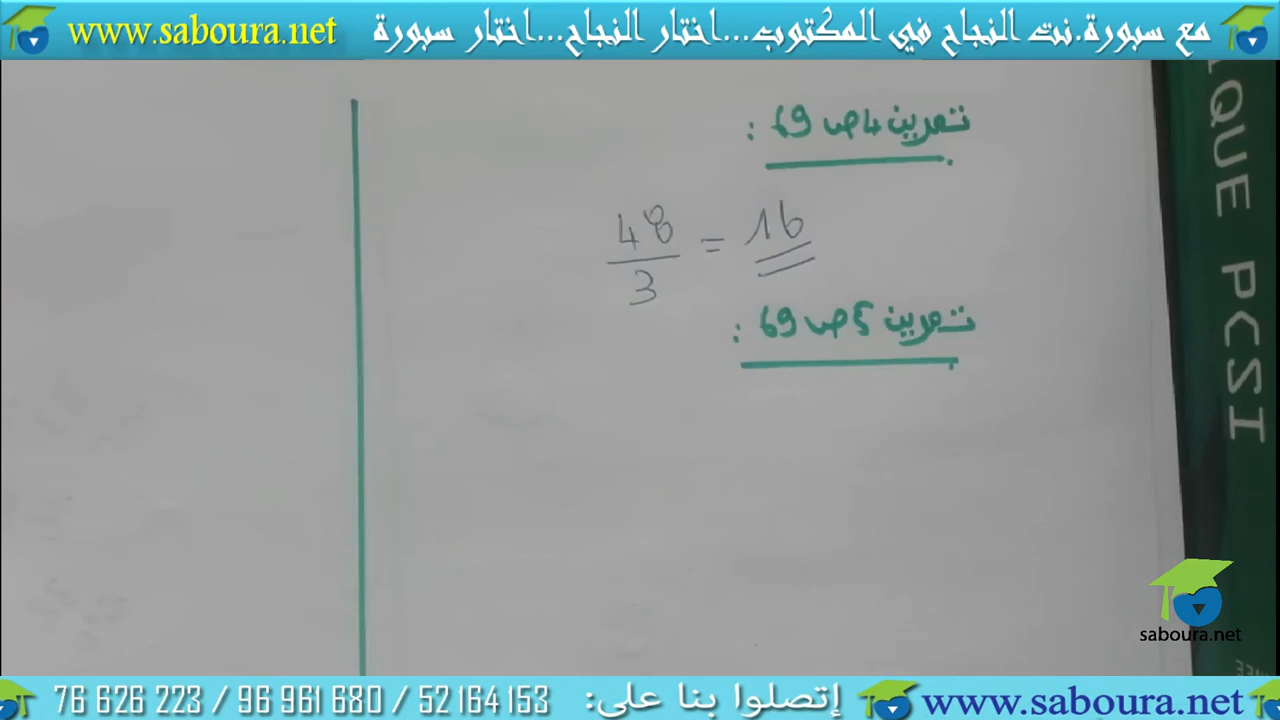 www.saboura.net مع سبورة.نت النجاح في المكتوب...اختار النجاح...اختار سبورة
تمرين 4 ص 69 :
48/3 = 16
تمرين 5 ص 69 :
IQUE PCSI
saboura.net
76 626 223 / 96 961 680 / 52 164 153 إتصلوا بنا على: www.saboura.net